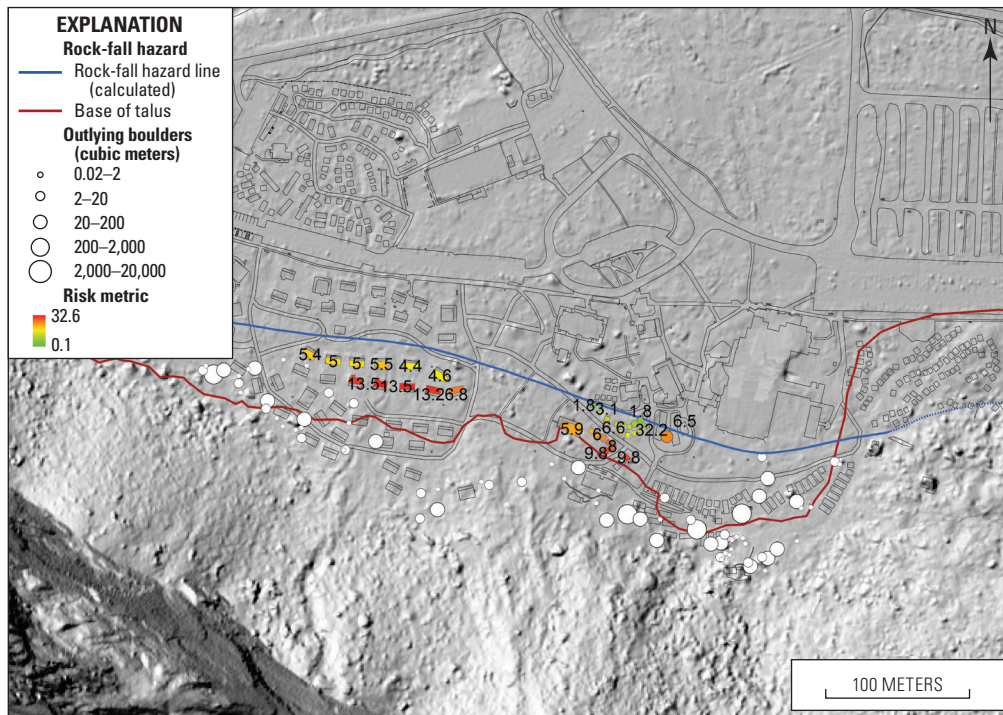 EXPLANATION
Rock-fall hazard
Rock-fall hazard line
(calculated)
Base of talus
Outlying boulders
(cubic meters)
0.02–2
2–20
20–200
200–2,000
2,000–20,000
Risk metric
32.6
0.1
N
5.4
5
5
5.5
4.4
4.6
13.5
13.5
13.2
6.8
1.8
3.1
1.8
6.5
5.9
6
6.6
2.2
8
9.8
9.8
100 METERS